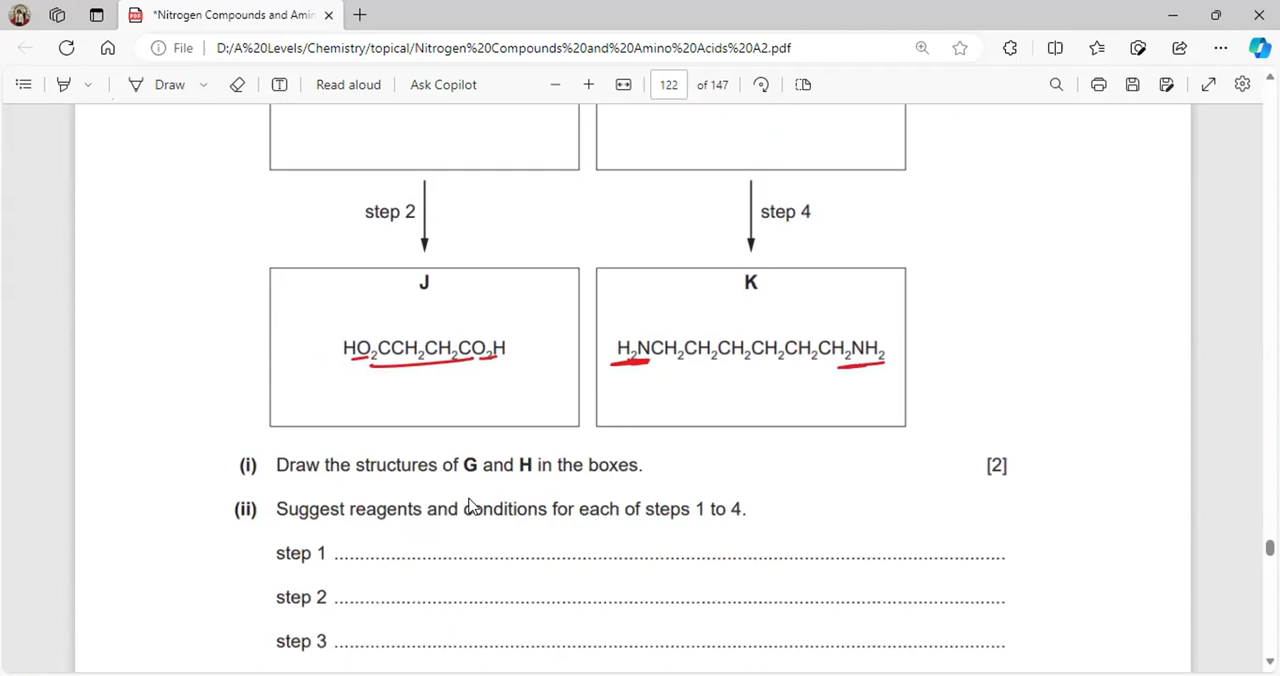 *Nitrogen Compounds and Amin
File
D:/A%20Levels/Chemistry/topical/Nitrogen%20Compounds%20and%20Amino%20Acids%20A2.pdf
Draw
Read aloud
Ask Copilot
122 of 147
step 2
step 4
J
K
HO₂CCH₂CH₂CO₂H
H₂NCH₂CH₂CH₂CH₂CH₂CH₂NH₂
(i) Draw the structures of G and H in the boxes. [2]
(ii) Suggest reagents and conditions for each of steps 1 to 4.
step 1
step 2
step 3